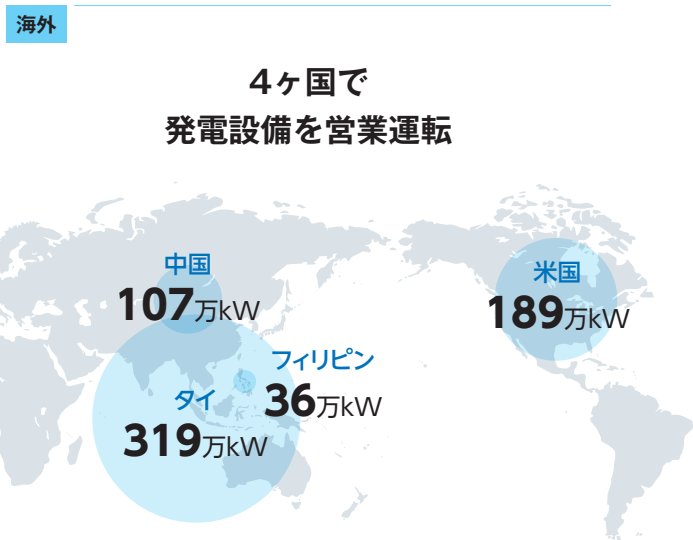 海外
4ヶ国で
発電設備を営業運転
中国
107万kW
米国
189万kW
フィリピン
36万kW
タイ
319万kW